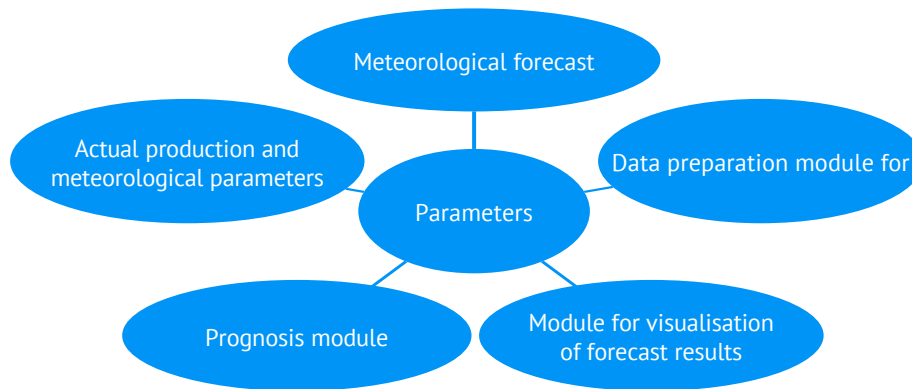 Meteorological forecast
Actual production and
meteorological parameters
Data preparation module for
Parameters
Prognosis module
Module for visualisation
of forecast results